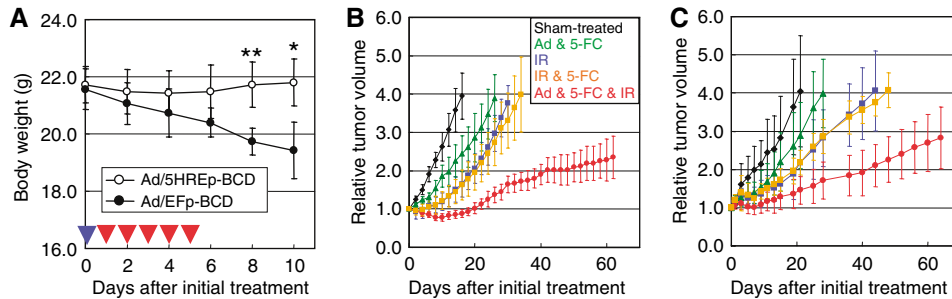 A
Body weight (g)
24.0
22.0
20.0
18.0
16.0
** *
Ad/5HREp-BCD
Ad/EFp-BCD
0 2 4 6 8 10
Days after initial treatment
B
Relative tumor volume
6.0
5.0
4.0
3.0
2.0
1.0
0.0
Sham-treated
Ad & 5-FC
IR
IR & 5-FC
Ad & 5-FC & IR
0 20 40 60
Days after initial treatment
C
Relative tumor volume
6.0
5.0
4.0
3.0
2.0
1.0
0.0
0 20 40 60
Days after initial treatment